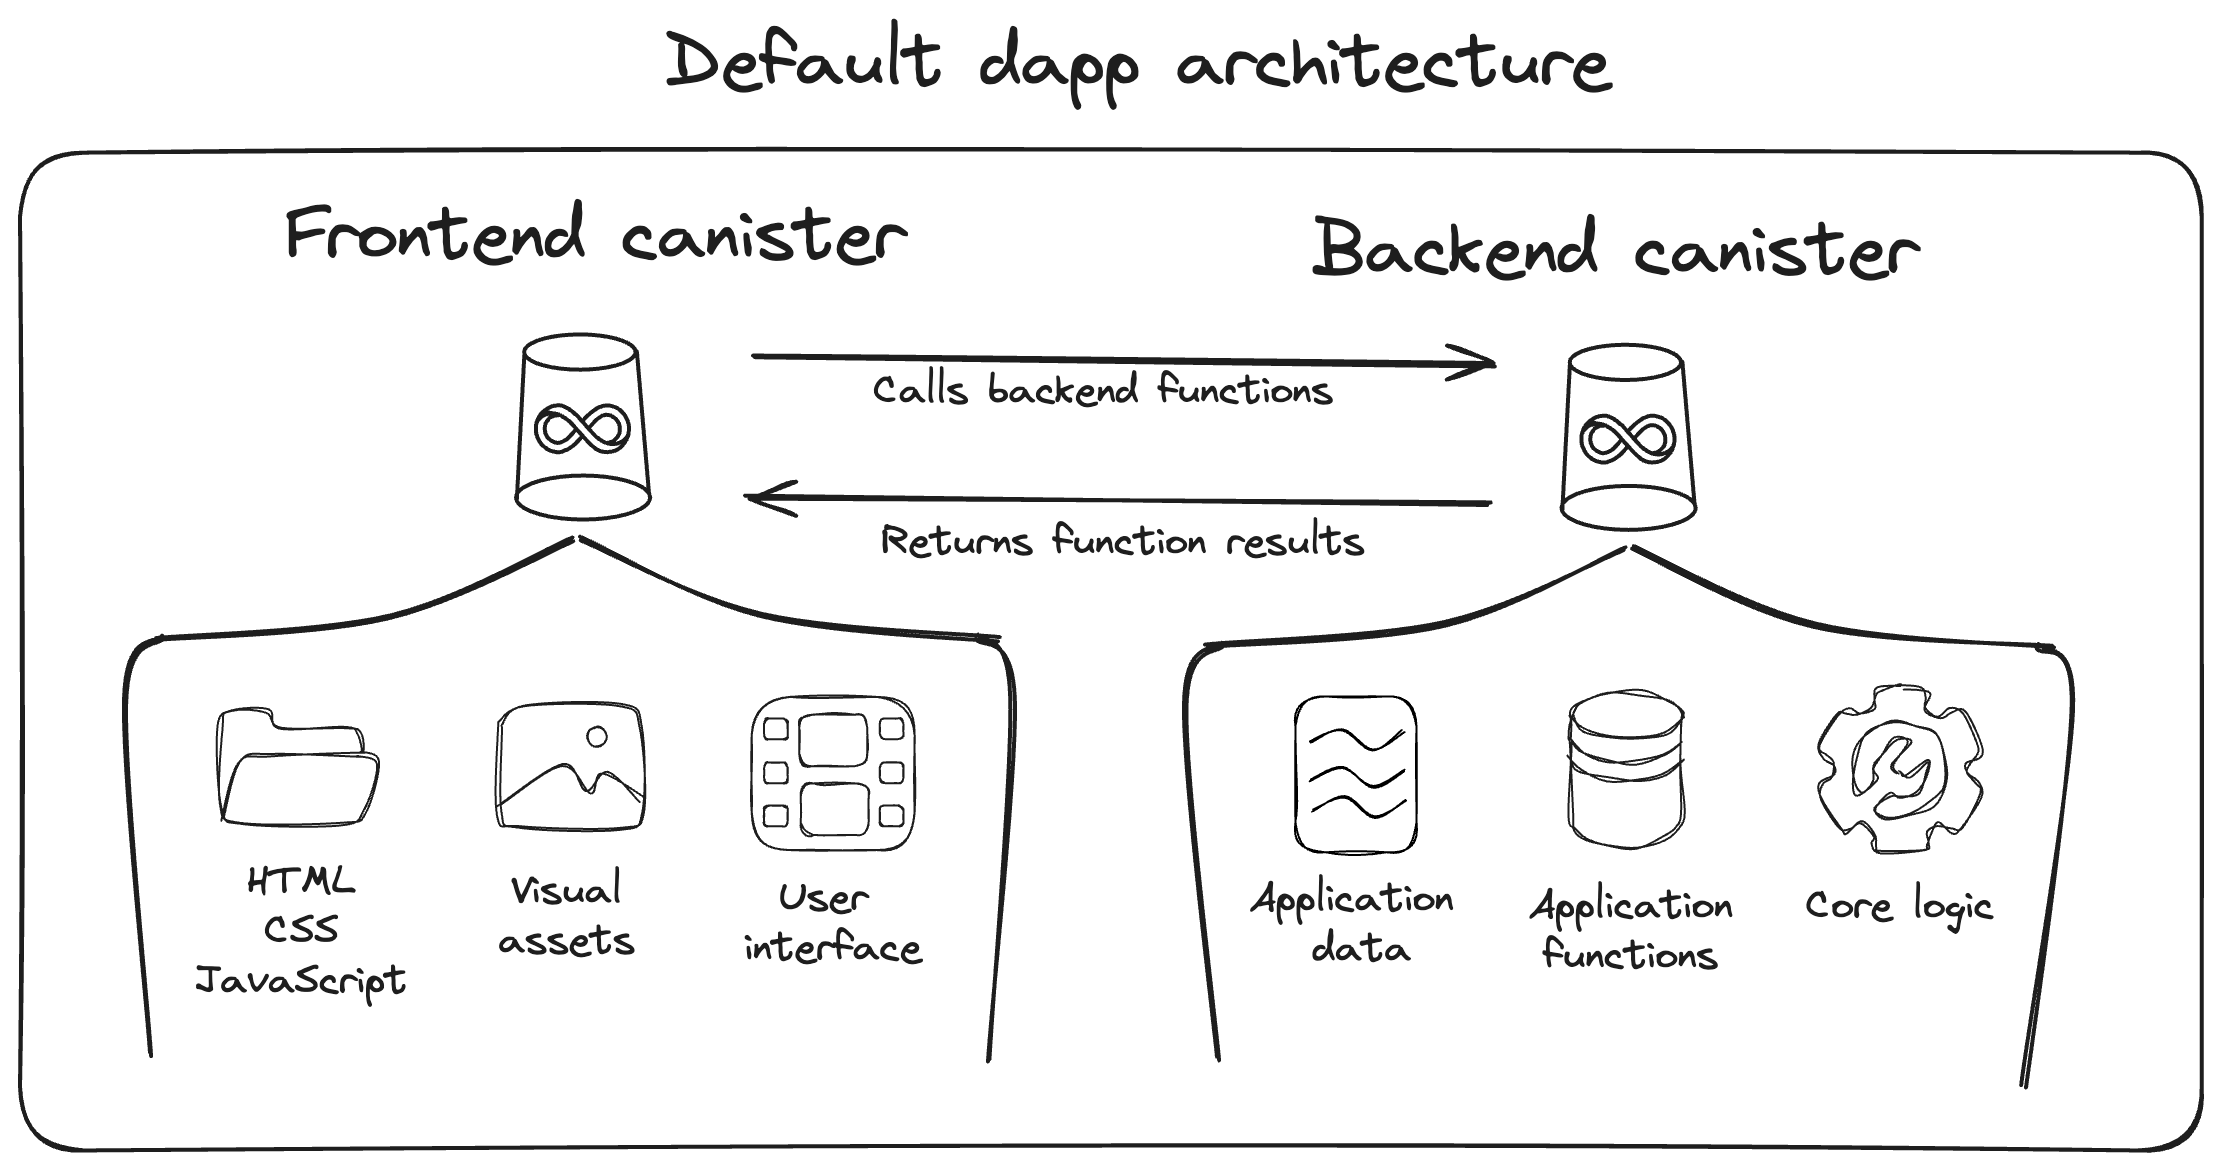 Default dapp architecture
Frontend canister
Backend canister
Calls backend functions
Returns function results
HTML
CSS
JavaScript
Visual
assets
User
interface
Application
data
Application
functions
Core logic